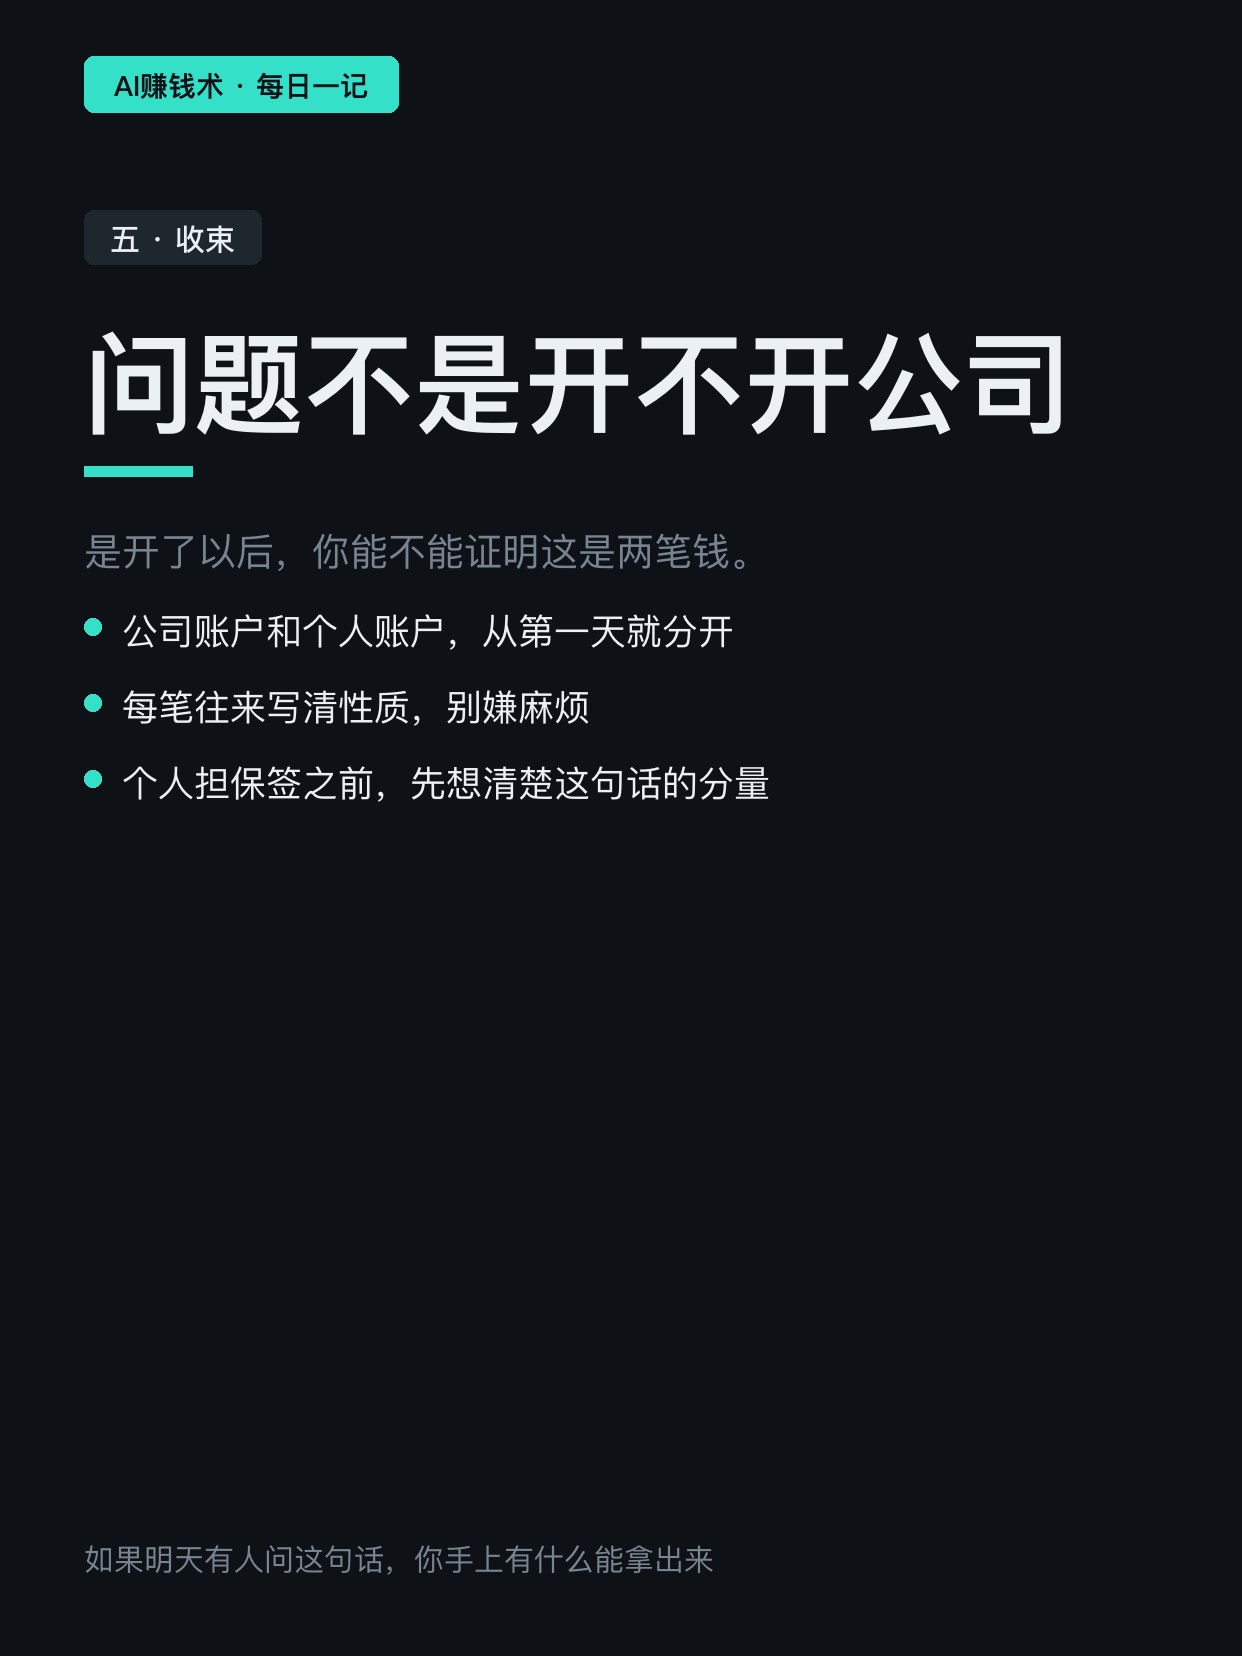 AI赚钱术 · 每日一记
五 · 收束
问题不是开不开公司
是开了以后，你能不能证明这是两笔钱。
公司账户和个人账户，从第一天就分开
每笔往来写清性质，别嫌麻烦
个人担保签之前，先想清楚这句话的分量
如果明天有人问这句话，你手上有什么能拿出来